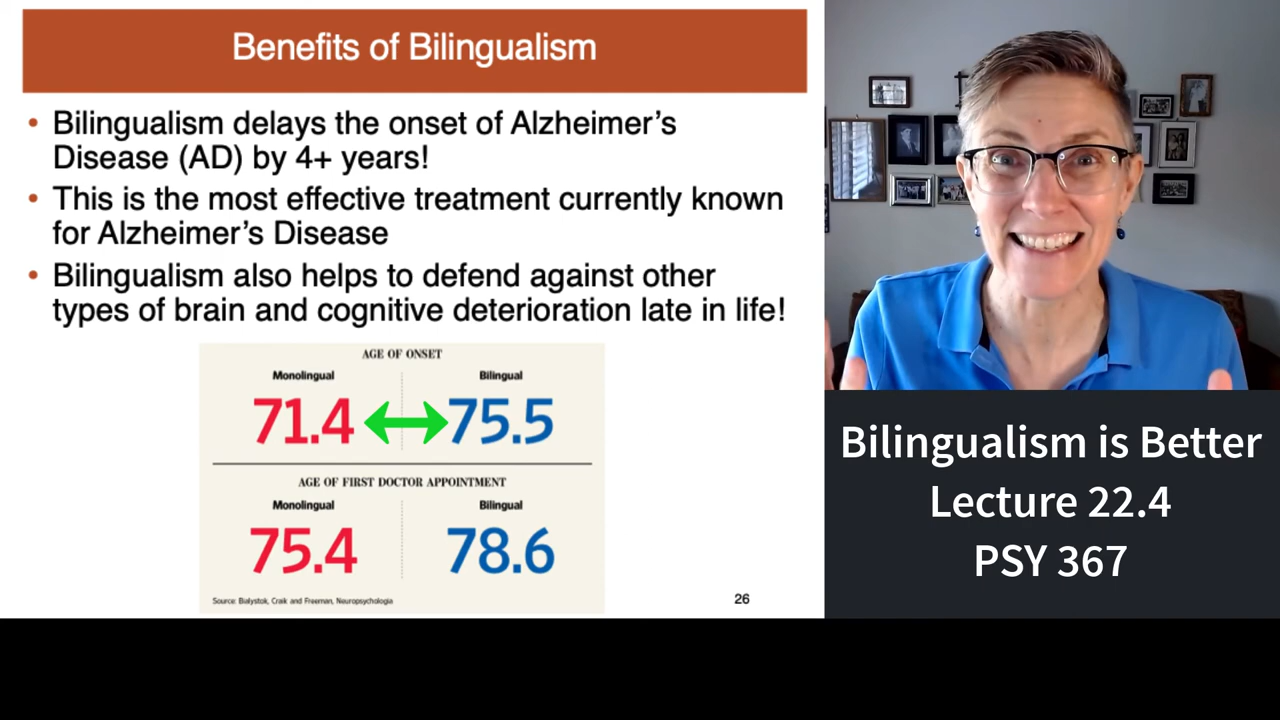 Benefits of Bilingualism
• Bilingualism delays the onset of Alzheimer's
Disease (AD) by 4+ years!
• This is the most effective treatment currently known
for Alzheimer's Disease
• Bilingualism also helps to defend against other
types of brain and cognitive deterioration late in life!
AGE OF ONSET
Monolingual Bilingual
71.4 75.5
AGE OF FIRST DOCTOR APPOINTMENT
Monolingual Bilingual
75.4 78.6
Source: Bialystok, Craik and Freeman, Neuropsychologia
26
Bilingualism is Better
Lecture 22.4
PSY 367